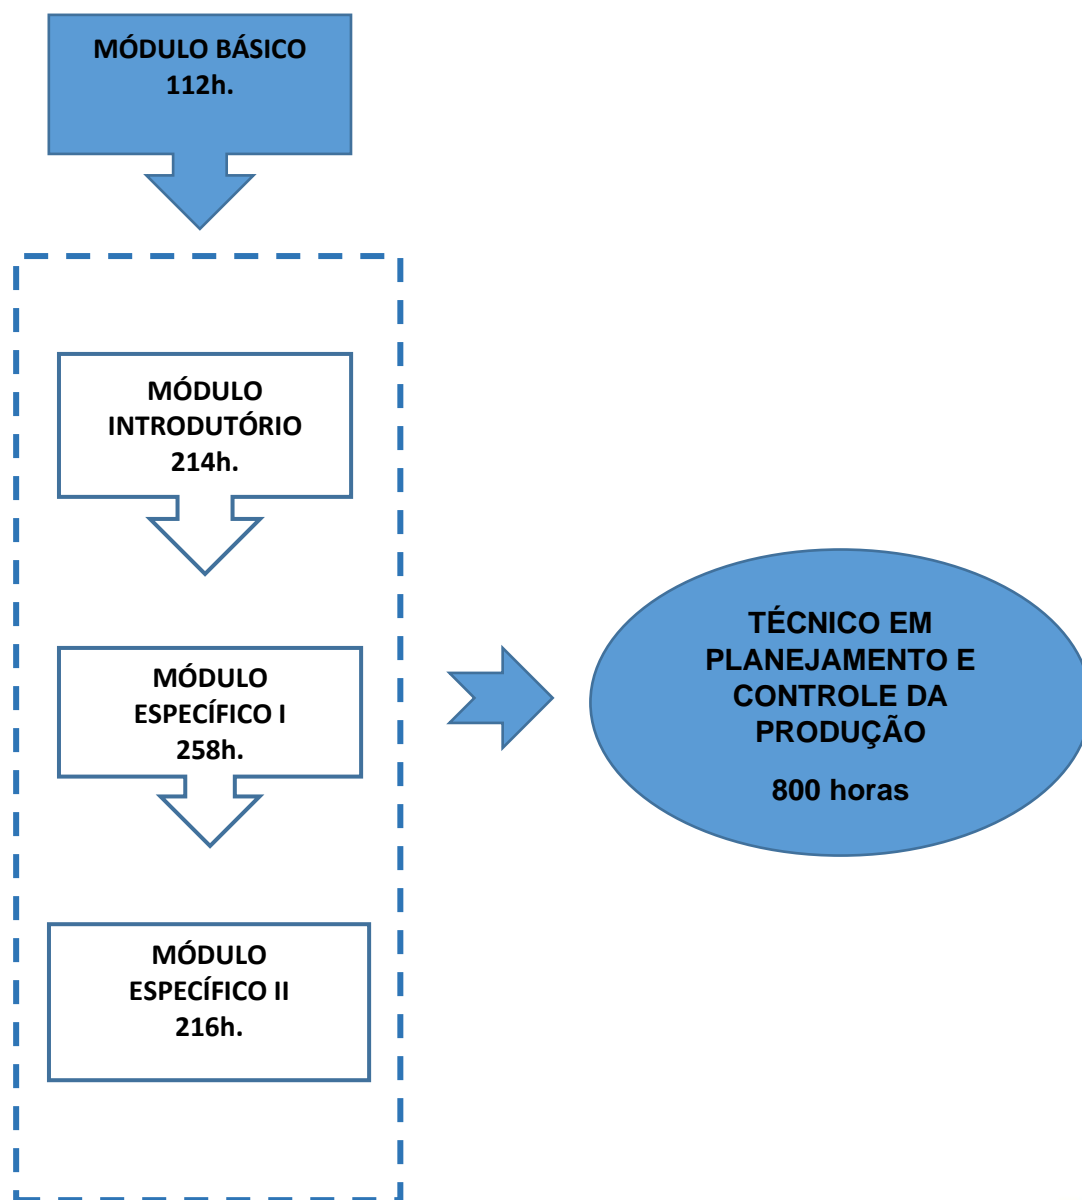 MÓDULO BÁSICO
112h.
MÓDULO
INTRODUTÓRIO
214h.
MÓDULO
ESPECÍFICO I
258h.
MÓDULO
ESPECÍFICO II
216h.
TÉCNICO EM
PLANEJAMENTO E
CONTROLE DA
PRODUÇÃO
800 horas